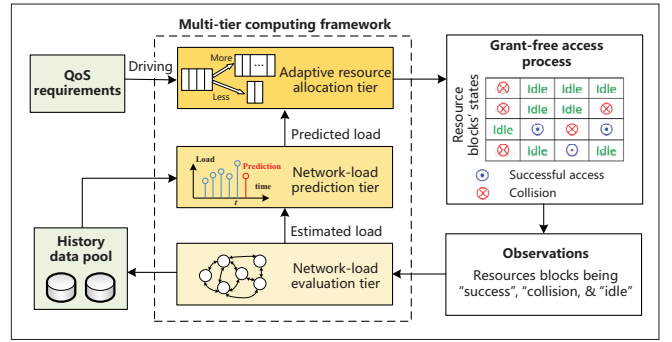 Multi-tier computing framework
QoS
requirements
Driving
More
...
Less
Adaptive resource
allocation tier
Predicted load
Load
Prediction
time
t
Network-load
prediction tier
Estimated load
History
data pool
Network-load
evaluation tier
Grant-free access
process
Resource
blocks' states
Idle Idle Idle
Idle Idle
Idle
Idle Idle
Successful access
Collision
Observations
Resources blocks being
“success”, “collision, & “idle”